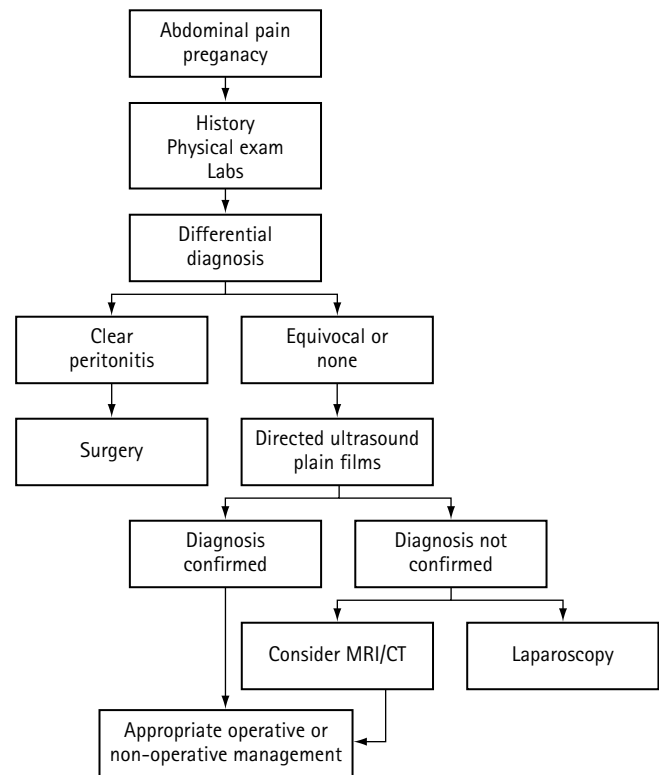 Abdominal pain
preganacy
History
Physical exam
Labs
Differential
diagnosis
Clear
peritonitis
Equivocal or
none
Surgery
Directed ultrasound
plain films
Diagnosis
confirmed
Diagnosis not
confirmed
Consider MRI/CT
Laparoscopy
Appropriate operative or
non-operative management